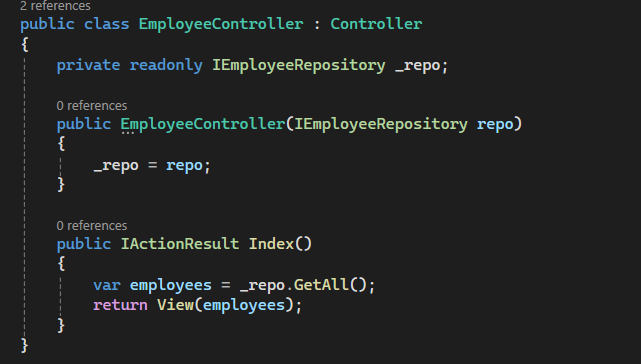 2 references
public class EmployeeController : Controller
{
private readonly IEmployeeRepository _repo;
0 references
public EmployeeController(IEmployeeRepository repo)
{
_repo = repo;
}
0 references
public IActionResult Index()
{
var employees = _repo.GetAll();
return View(employees);
}
}